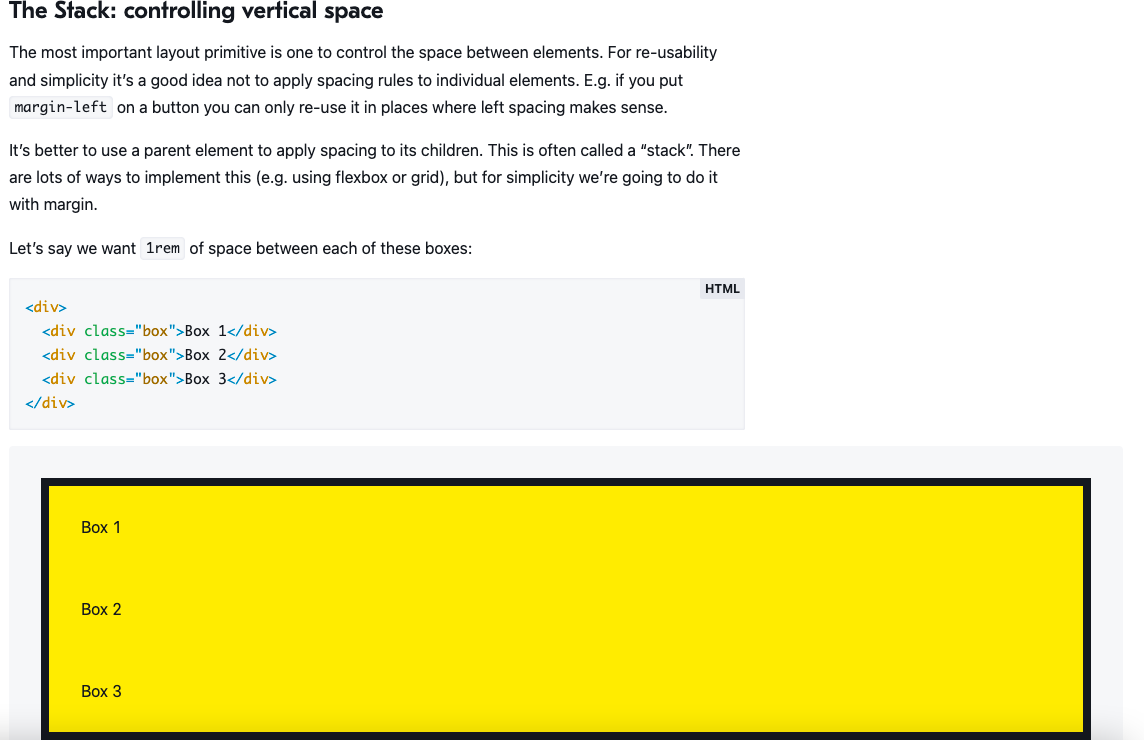 The Stack: controlling vertical space
The most important layout primitive is one to control the space between elements. For re-usability
and simplicity it’s a good idea not to apply spacing rules to individual elements. E.g. if you put
margin-left on a button you can only re-use it in places where left spacing makes sense.
It’s better to use a parent element to apply spacing to its children. This is often called a “stack”. There
are lots of ways to implement this (e.g. using flexbox or grid), but for simplicity we’re going to do it
with margin.
Let’s say we want 1rem of space between each of these boxes:
HTML
<div>
  <div class="box">Box 1</div>
  <div class="box">Box 2</div>
  <div class="box">Box 3</div>
</div>
Box 1
Box 2
Box 3